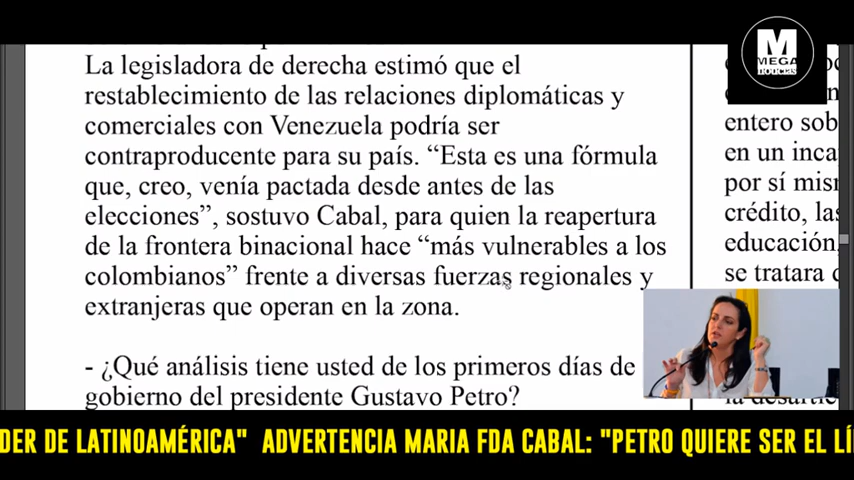 MEGA
noticias
La legisladora de derecha estimó que el
restablecimiento de las relaciones diplomáticas y
comerciales con Venezuela podría ser
contraproducente para su país. “Esta es una fórmula
que, creo, venía pactada desde antes de las
elecciones”, sostuvo Cabal, para quien la reapertura
de la frontera binacional hace “más vulnerables a los
colombianos” frente a diversas fuerzas regionales y
extranjeras que operan en la zona.
- ¿Qué análisis tiene usted de los primeros días de
gobierno del presidente Gustavo Petro?
entero sob
en un inca
por sí misr
crédito, las
educación,
se tratara
DER DE LATINOAMÉRICA" ADVERTENCIA MARIA FDA CABAL: "PETRO QUIERE SER EL LÍ